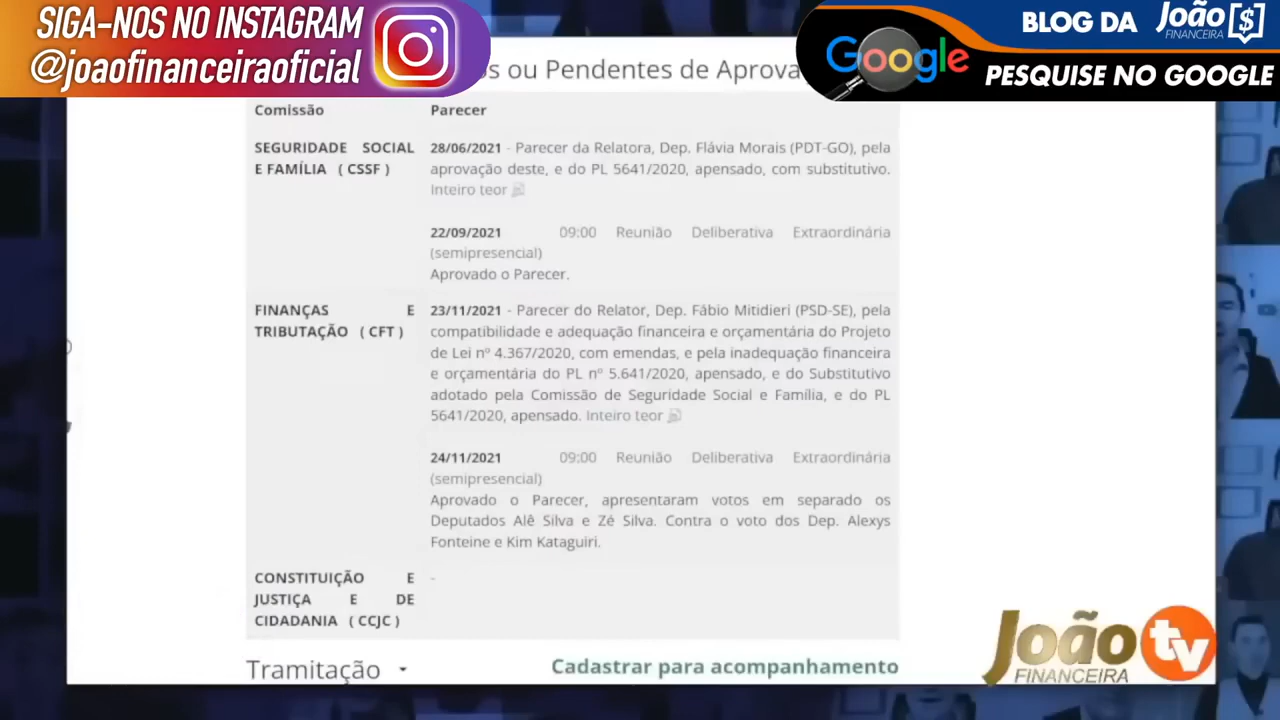 SIGA-NOS NO INSTAGRAM
@joaofinanceiraoficial
BLOG DA João FINANCEIRA $
Google
PESQUISE NO GOOGLE
ou Pendentes de
Comissão Parecer
SEGURIDADE SOCIAL
E FAMÍLIA ( CSSF )
28/06/2021 - Parecer da Relatora, Dep. Flávia Morais (PDT-GO), pela
aprovação deste, e do PL 5641/2020, apensado, com substitutivo.
Inteiro teor
22/09/2021 09:00 Reunião Deliberativa Extraordinária
(semipresencial)
Aprovado o Parecer.
FINANÇAS E
TRIBUTAÇÃO ( CFT )
23/11/2021 - Parecer do Relator, Dep. Fábio Mitidieri (PSD-SE), pela
compatibilidade e adequação financeira e orçamentária do Projeto
de Lei nº 4.367/2020, com emendas, e pela inadequação financeira
e orçamentária do PL nº 5.641/2020, apensado, e do Substitutivo
adotado pela Comissão de Seguridade Social e Família, e do PL
5641/2020, apensado. Inteiro teor
24/11/2021 09:00 Reunião Deliberativa Extraordinária
(semipresencial)
Aprovado o Parecer, apresentaram votos em separado os
Deputados Alê Silva e Zé Silva. Contra o voto dos Dep. Alexys
Fonteine e Kim Kataguiri.
CONSTITUIÇÃO E
JUSTIÇA E DE
CIDADANIA ( CCJC )
-
Tramitação
Cadastrar para acompanhamento
João tv
FINANCEIRA